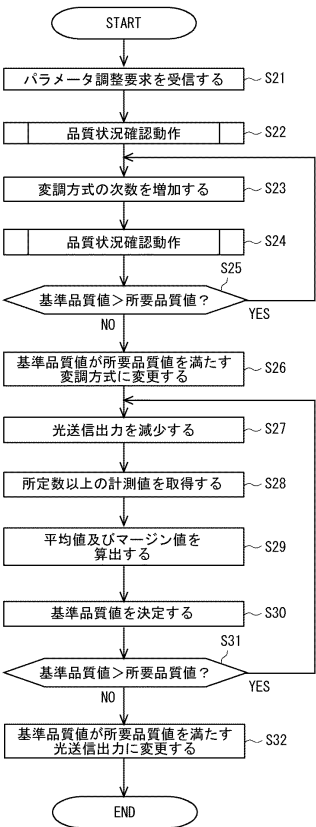 START
パラメータ調整要求を受信する
S21
品質状況確認動作
S22
変調方式の次数を増加する
S23
品質状況確認動作
S24
S25
基準品質値>所要品質値?
YES
NO
基準品質値が所要品質値を満たす
変調方式に変更する
S26
光送信出力を減少する
S27
所定数以上の計測値を取得する
S28
平均値及びマージン値を
算出する
S29
基準品質値を決定する
S30
S31
基準品質値>所要品質値?
YES
NO
基準品質値が所要品質値を満たす
光送信出力に変更する
S32
END